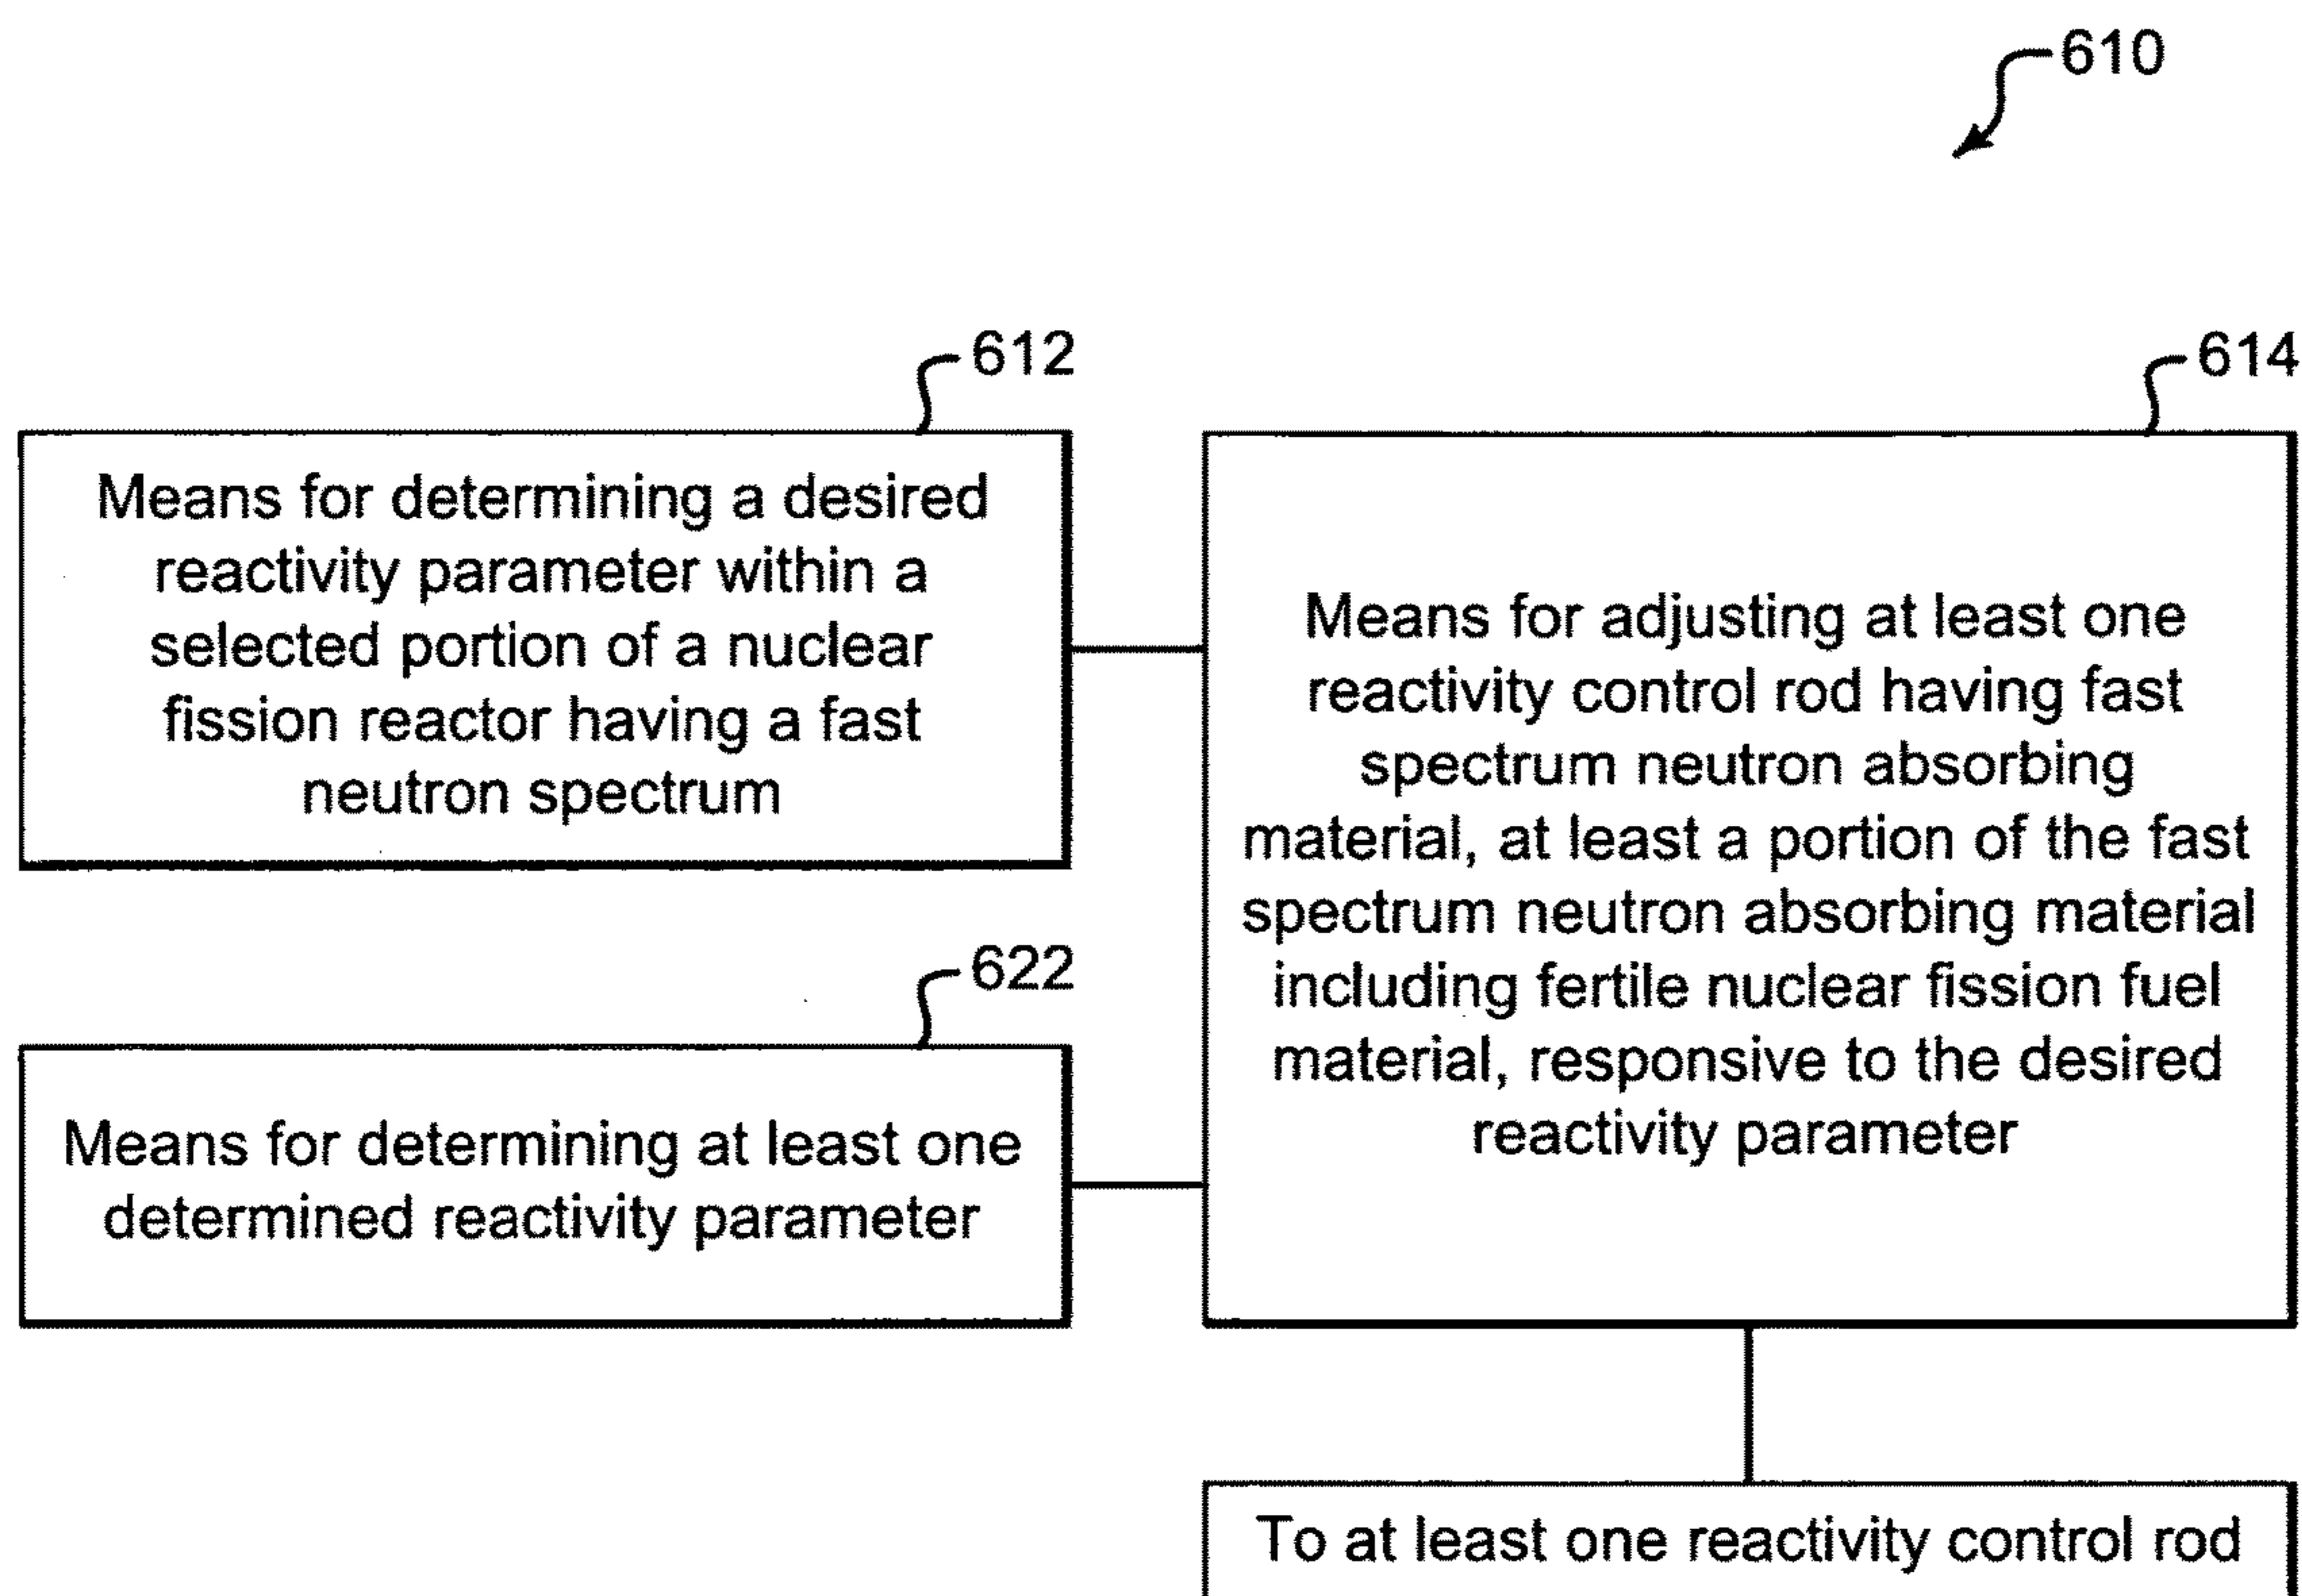 610
612
Means for determining a desired
reactivity parameter within a
selected portion of a nuclear
fission reactor having a fast
neutron spectrum
614
Means for adjusting at least one
reactivity control rod having fast
spectrum neutron absorbing
material, at least a portion of the fast
spectrum neutron absorbing material
including fertile nuclear fission fuel
material, responsive to the desired
reactivity parameter
622
Means for determining at least one
determined reactivity parameter
To at least one reactivity control rod